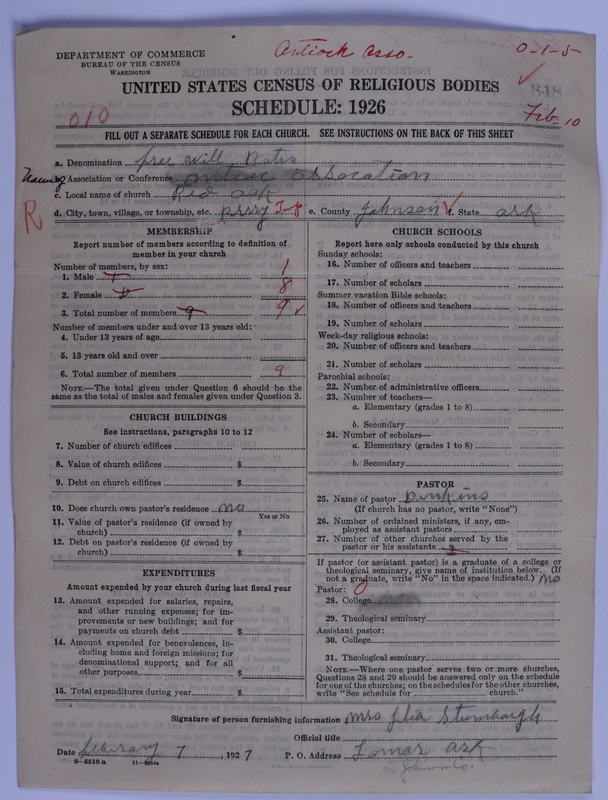 DEPARTMENT OF COMMERCE
BUREAU OF THE CENSUS
WASHINGTON
Antioch Asso.
0-1-5
818
UNITED STATES CENSUS OF RELIGIOUS BODIES
SCHEDULE: 1926
010
Feb. 10
FILL OUT A SEPARATE SCHEDULE FOR EACH CHURCH. SEE INSTRUCTIONS ON THE BACK OF THIS SHEET
a. Denomination free Will Batis
b. Association or Conference assocation
c. Local name of church Red oak
R
d. City, town, village, or township, etc. prrry Twp e. County Johnson f. State ark
MEMBERSHIP
Report number of members according to definition of
member in your church
Number of members, by sex:
1. Male 1
2. Female 8
3. Total number of members 9 9
Number of members under and over 13 years old:
4. Under 13 years of age
5. 13 years old and over
6. Total number of members 9
NOTE.—The total given under Question 6 should be the
same as the total of males and females given under Question 3.
CHURCH BUILDINGS
See instructions, paragraphs 10 to 12
7. Number of church edifices
8. Value of church edifices $
9. Debt on church edifices $
10. Does church own pastor's residence no
Yes or No
11. Value of pastor's residence (if owned by
church) $
12. Debt on pastor's residence (if owned by
church) $
EXPENDITURES
Amount expended by your church during last fiscal year
13. Amount expended for salaries, repairs,
and other running expenses; for im-
provements or new buildings; and for
payments on church debt $
14. Amount expended for benevolences, in-
cluding home and foreign missions; for
denominational support; and for all
other purposes $
15. Total expenditures during year $
CHURCH SCHOOLS
Report here only schools conducted by this church
Sunday schools:
16. Number of officers and teachers
17. Number of scholars
Summer vacation Bible schools:
18. Number of officers and teachers
19. Number of scholars
Week-day religious schools:
20. Number of officers and teachers
21. Number of scholars
Parochial schools:
22. Number of administrative officers
23. Number of teachers—
a. Elementary (grades 1 to 8)
b. Secondary
24. Number of scholars—
a. Elementary (grades 1 to 8)
b. Secondary
PASTOR
25. Name of pastor Dinkins
(If church has no pastor, write "None")
26. Number of ordained ministers, if any, em-
ployed as assistant pastors
27. Number of other churches served by the
pastor or his assistants
If pastor (or assistant pastor) is a graduate of a college or
theological seminary, give name of institution below. (If
not a graduate, write "No" in the space indicated.) no
Pastor: 0
28. College
29. Theological seminary
Assistant pastor:
30. College
31. Theological seminary
NOTE.—Where one pastor serves two or more churches,
Questions 28 and 29 should be answered only on the schedule
for one of the churches; on the schedules for the other churches,
write "See schedule for church."
Signature of person furnishing information Mrs. Julia Stumbaugh
Official title
Date 7, 1927 P. O. Address Lamar ark
8-5518 a 11-9054a
in Johnson Co.